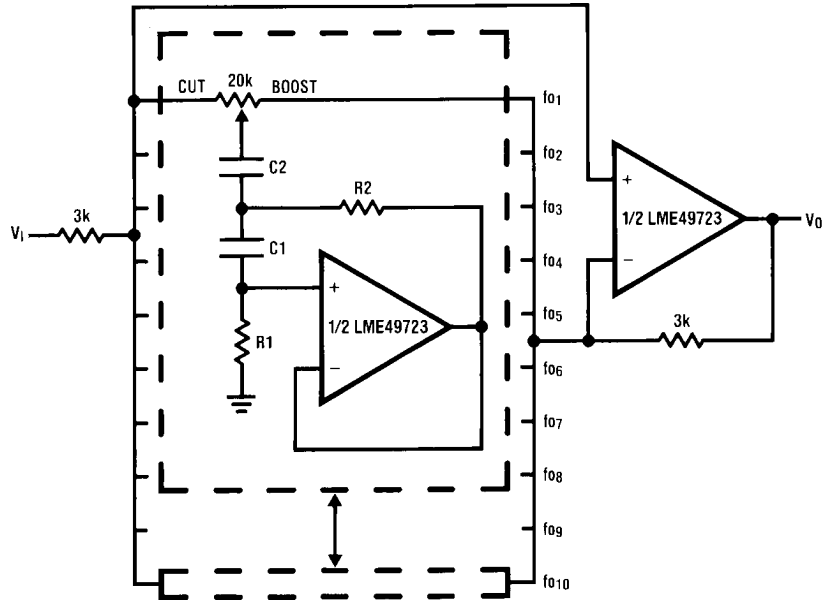 CUT 20k BOOST
fo1
C2
fo2
R2
fo3
3k
VI
C1
fo4
+
1/2 LME49723
−
VO
+
1/2 LME49723
−
R1
fo5
3k
fo6
fo7
fo8
fo9
fo10